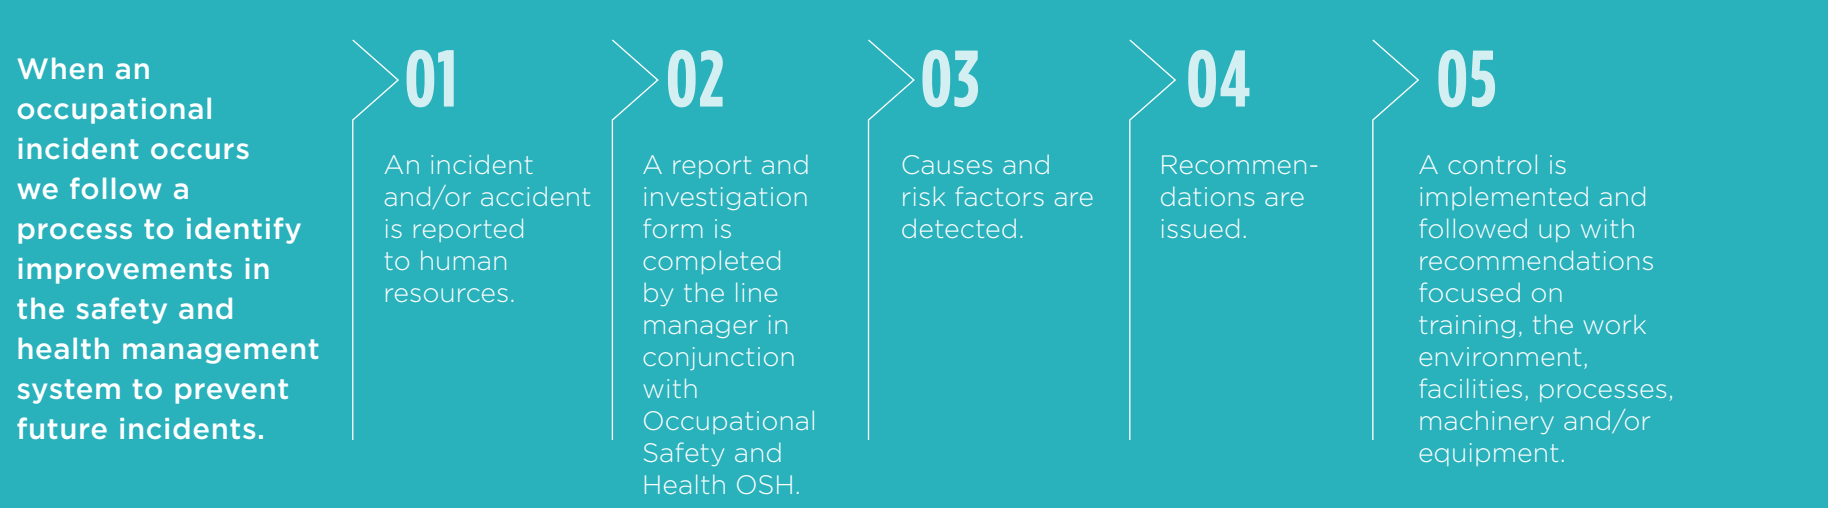 When an
occupational
incident occurs
we follow a
process to identify
improvements in
the safety and
health management
system to prevent
future incidents.
01
An incident
and/or accident
is reported
to human
resources.
02
A report and
investigation
form is
completed
by the line
manager in
conjunction
with
Occupational
Safety and
Health OSH.
03
Causes and
risk factors are
detected.
04
Recommen-
dations are
issued.
05
A control is
implemented and
followed up with
recommendations
focused on
training, the work
environment,
facilities, processes,
machinery and/or
equipment.